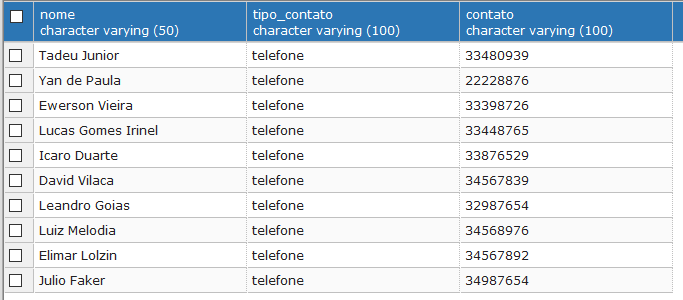 nome tipo_contato contato
character varying (50) character varying (100) character varying (100)
Tadeu Junior telefone 33480939
Yan de Paula telefone 22228876
Ewerson Vieira telefone 33398726
Lucas Gomes Irinel telefone 33448765
Icaro Duarte telefone 33876529
David Vilaca telefone 34567839
Leandro Goias telefone 32987654
Luiz Melodia telefone 34568976
Elimar Lolzin telefone 34567892
Julio Faker telefone 34987654